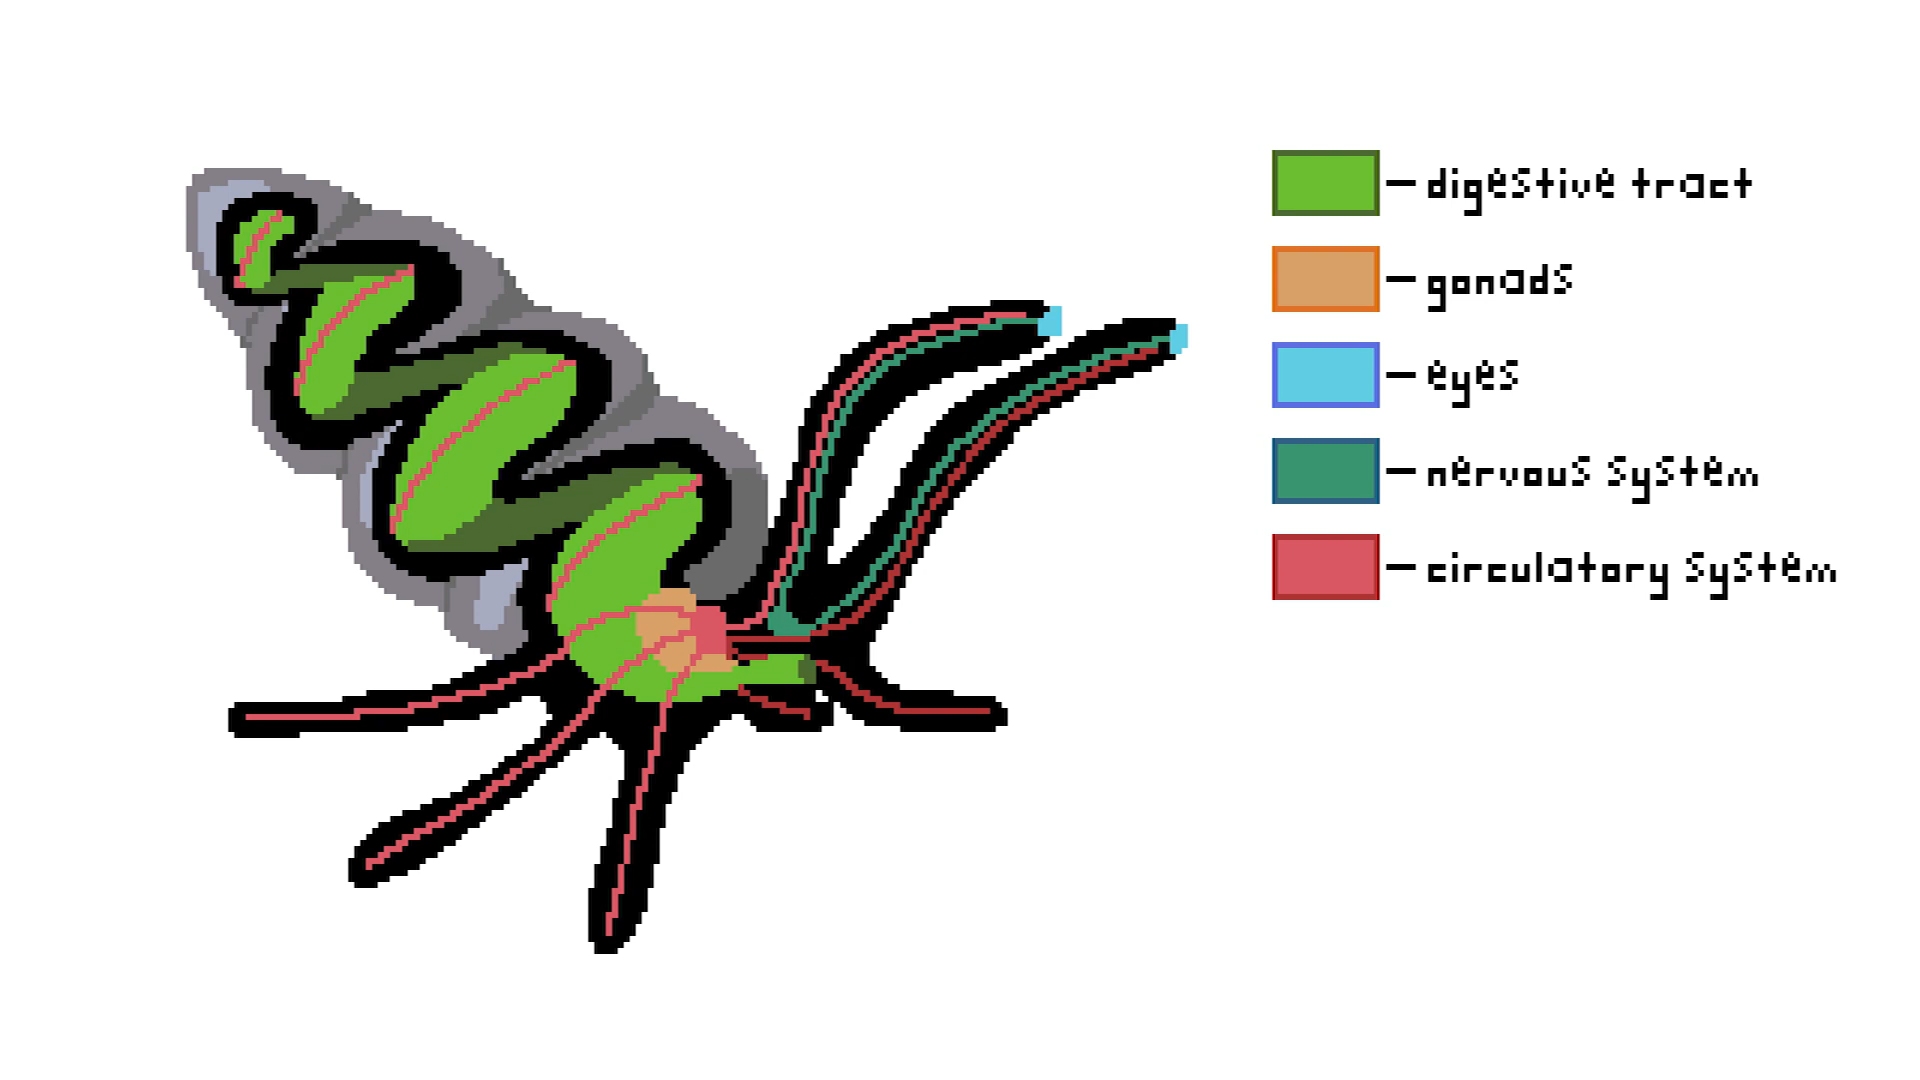 – digestive tract
– gonads
– eyes
– nervous system
– circulatory system